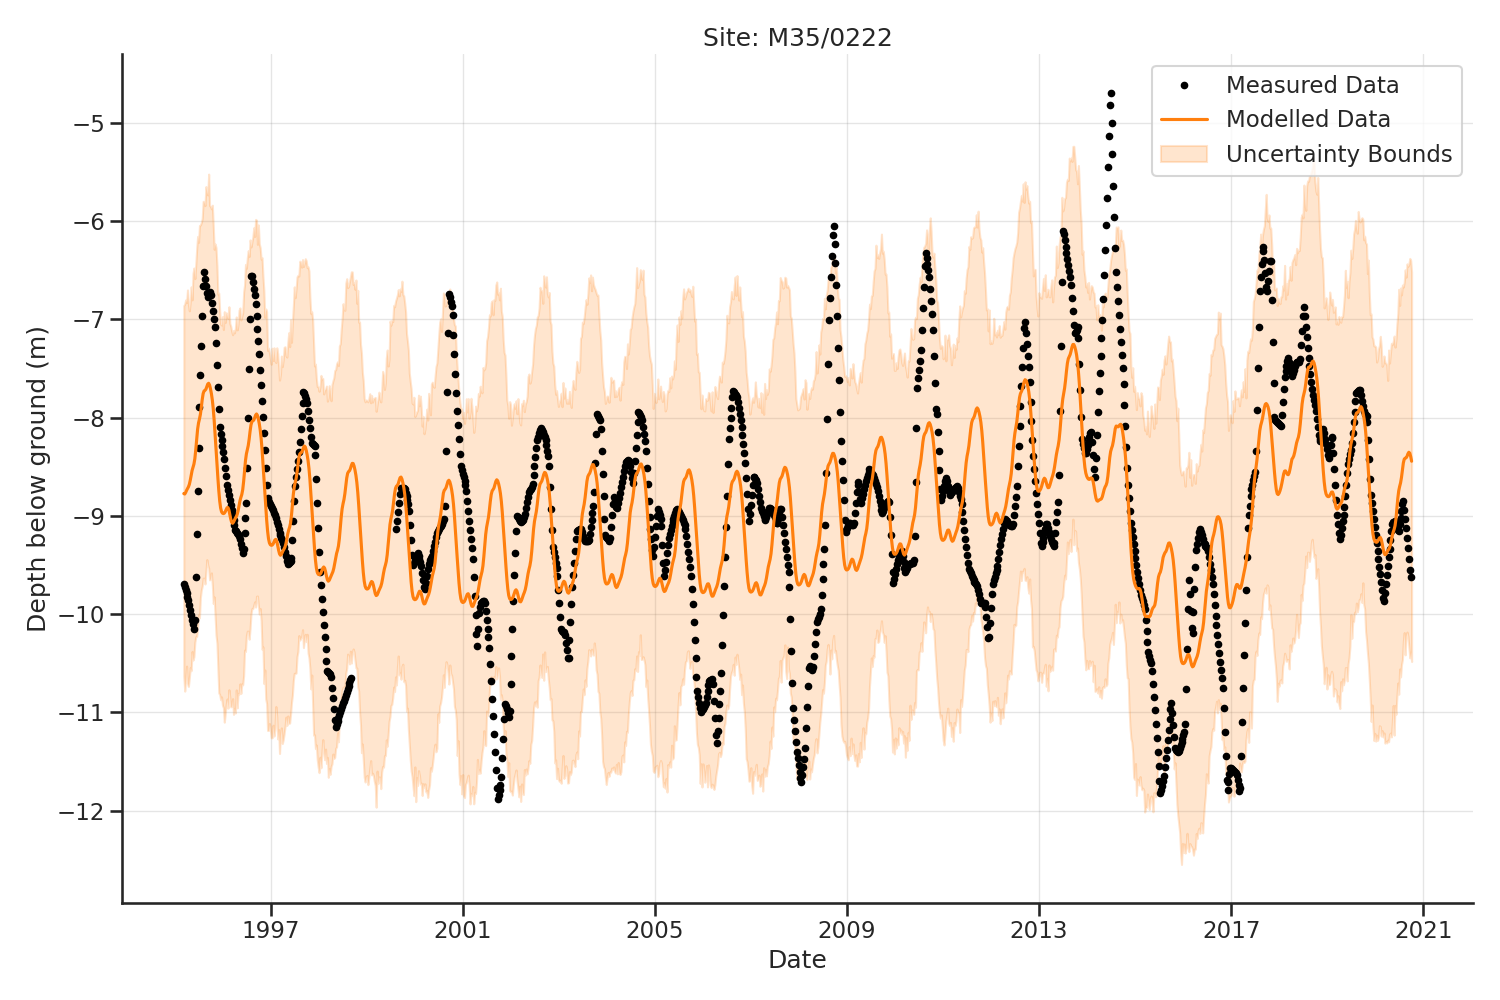 Site: M35/0222
Measured Data
Modelled Data
Uncertainty Bounds
Depth below ground (m)
−5
−6
−7
−8
−9
−10
−11
−12
1997
2001
2005
2009
2013
2017
2021
Date